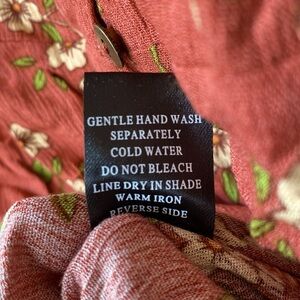 GENTLE HAND WASH
SEPARATELY
COLD WATER
DO NOT BLEACH
LINE DRY IN SHADE
WARM IRON
REVERSE SIDE